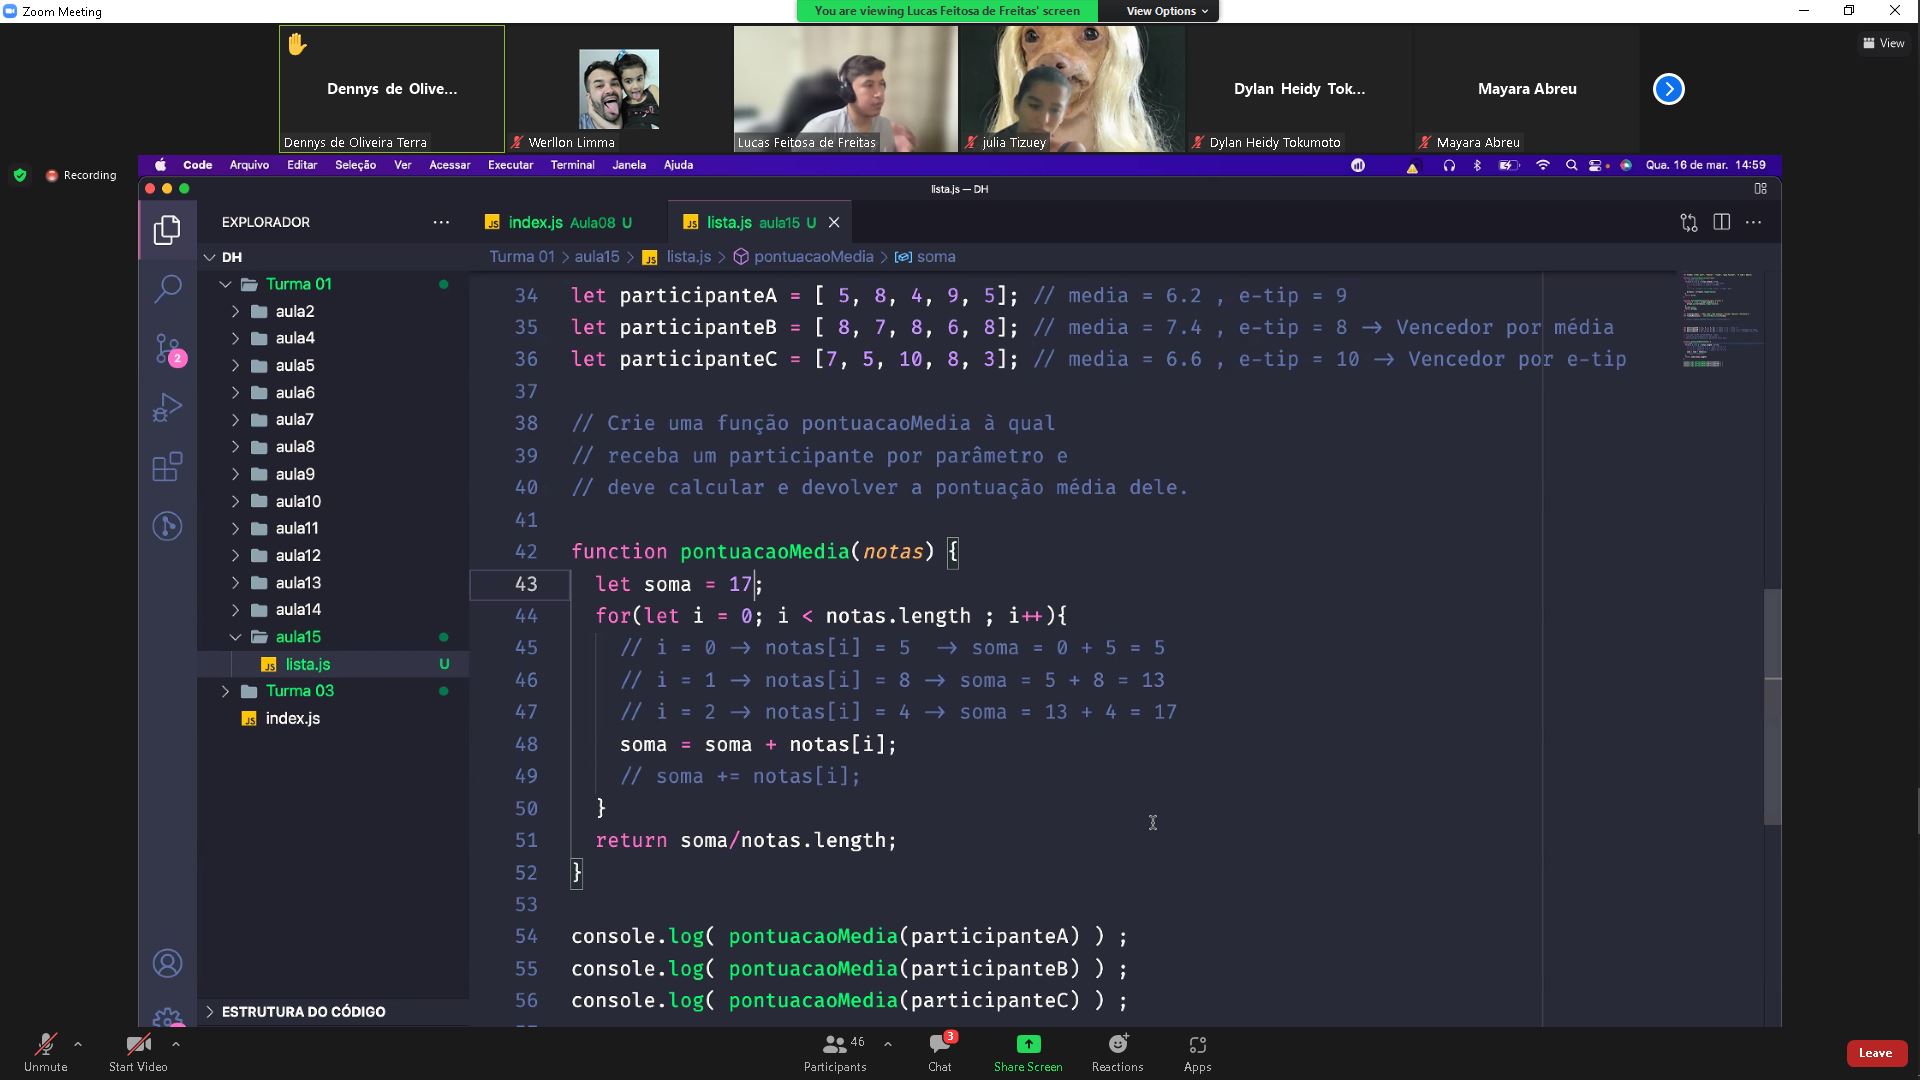 Zoom Meeting
You are viewing Lucas Feitosa de Freitas' screen
View Options
View
Dennys de Olive...
Dylan Heidy Tok...
Mayara Abreu
Dennys de Oliveira Terra
Werllon Limma
Lucas Feitosa de Freitas
julia Tizuey
Dylan Heidy Tokumoto
Mayara Abreu
Recording
Code Arquivo Editar Seleção Ver Acessar Executar Terminal Janela Ajuda
Qua. 16 de mar. 14:59
lista.js — DH
EXPLORADOR
JS index.js Aula08 U
JS lista.js aula15 U
DH
Turma 01 > aula15 > JS lista.js > pontuacaoMedia > soma
Turma 01
aula2
aula4
aula5
aula6
aula7
aula8
aula9
aula10
aula11
aula12
aula13
aula14
aula15
JS lista.js U
Turma 03
JS index.js
2
ESTRUTURA DO CÓDIGO
34 let participanteA = [ 5, 8, 4, 9, 5]; // media = 6.2 , e-tip = 9
35 let participanteB = [ 8, 7, 8, 6, 8]; // media = 7.4 , e-tip = 8 → Vencedor por média
36 let participanteC = [7, 5, 10, 8, 3]; // media = 6.6 , e-tip = 10 → Vencedor por e-tip
37
38 // Crie uma função pontuacaoMedia à qual
39 // receba um participante por parâmetro e
40 // deve calcular e devolver a pontuação média dele.
41
42 function pontuacaoMedia(notas) {
43 let soma = 17;
44 for(let i = 0; i < notas.length ; i++){
45 // i = 0 → notas[i] = 5  → soma = 0 + 5 = 5
46 // i = 1 → notas[i] = 8 → soma = 5 + 8 = 13
47 // i = 2 → notas[i] = 4 → soma = 13 + 4 = 17
48 soma = soma + notas[i];
49 // soma += notas[i];
50 }
51 return soma/notas.length;
52 }
53
54 console.log( pontuacaoMedia(participanteA) ) ;
55 console.log( pontuacaoMedia(participanteB) ) ;
56 console.log( pontuacaoMedia(participanteC) ) ;
Unmute
Start Video
46
Participants
3
Chat
Share Screen
Reactions
Apps
Leave